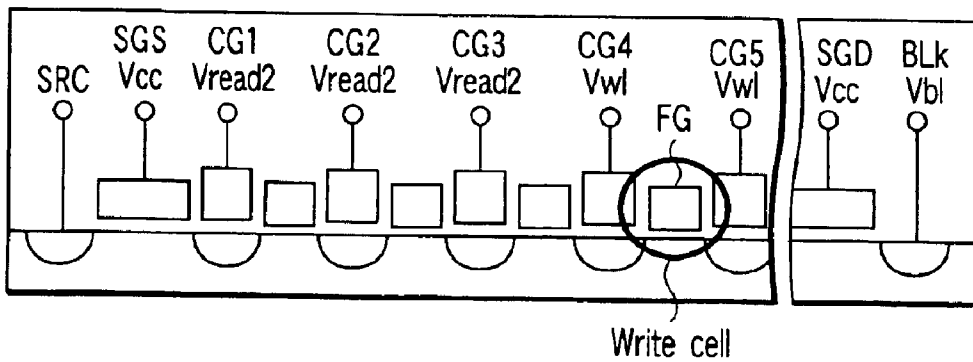 SRC
SGS
Vcc
CG1
Vread2
CG2
Vread2
CG3
Vread2
CG4
Vwl
FG
CG5
Vwl
SGD
Vcc
BLk
Vbl
Write cell